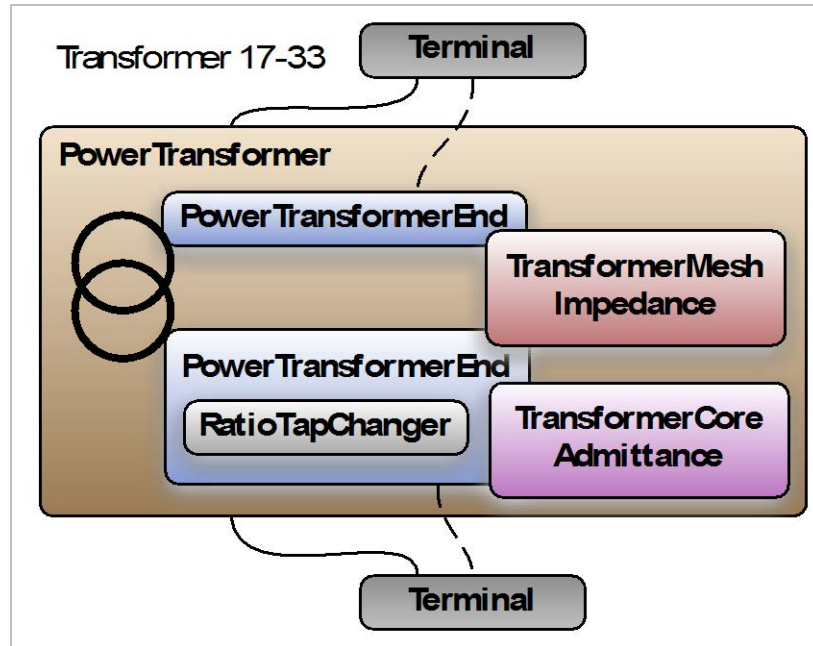 Transformer 17-33
Terminal
PowerTransformer
PowerTransformerEnd
TransformerMesh
Impedance
PowerTransformerEnd
RatioTapChanger
TransformerCore
Admittance
Terminal